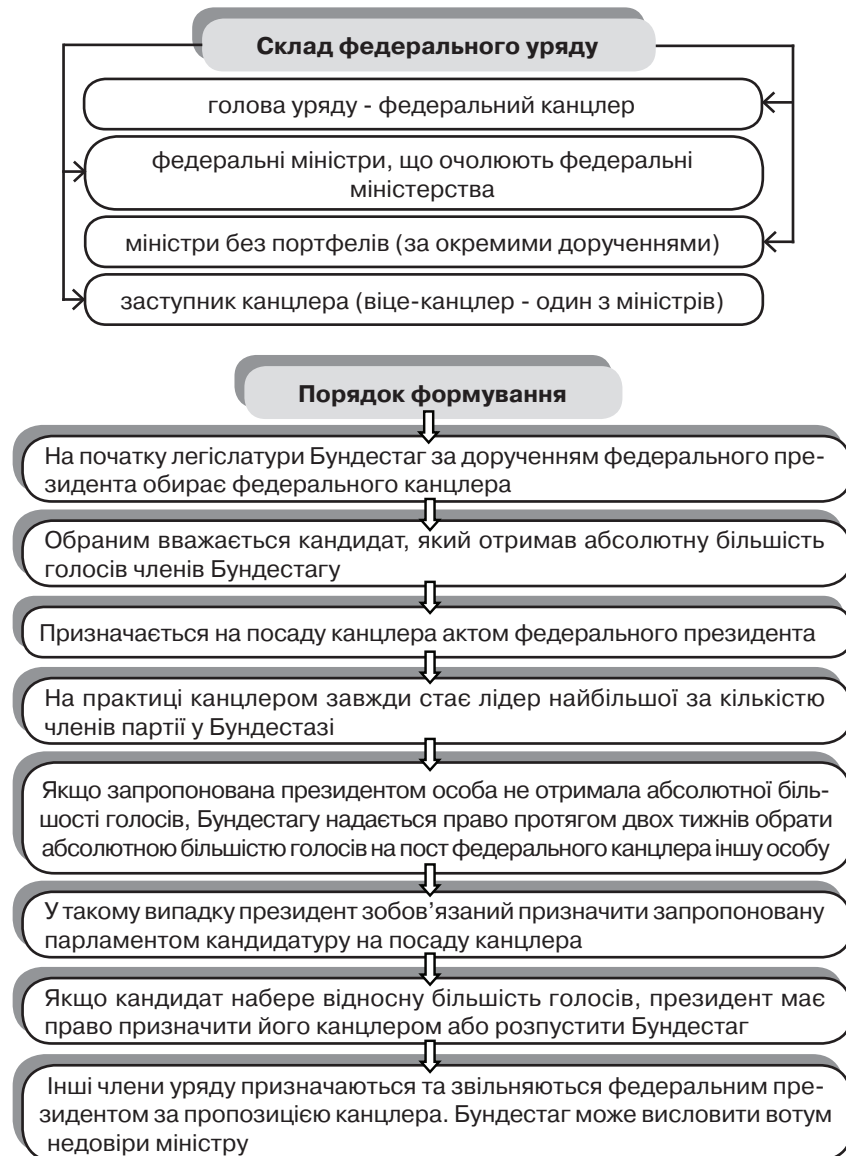 Склад федерального уряду
голова уряду - федеральний канцлер
федеральні міністри, що очолюють федеральні
міністерства
міністри без портфелів (за окремими дорученнями)
заступник канцлера (віце-канцлер - один з міністрів)
Порядок формування
На початку легіслатури Бундестаг за дорученням федерального пре-
зидента обирає федерального канцлера
Обраним вважається кандидат, який отримав абсолютну більшість
голосів членів Бундестагу
Призначається на посаду канцлера актом федерального президента
На практиці канцлером завжди стає лідер найбільшої за кількістю
членів партії у Бундестазі
Якщо запропонована президентом особа не отримала абсолютної біль-
шості голосів, Бундестагу надається право протягом двох тижнів обрати
абсолютною більшістю голосів на пост федерального канцлера іншу особу
У такому випадку президент зобов’язаний призначити запропоновану
парламентом кандидатуру на посаду канцлера
Якщо кандидат набере відносну більшість голосів, президент має
право призначити його канцлером або розпустити Бундестаг
Інші члени уряду призначаються та звільняються федеральним пре-
зидентом за пропозицією канцлера. Бундестаг може висловити вотум
недовіри міністру